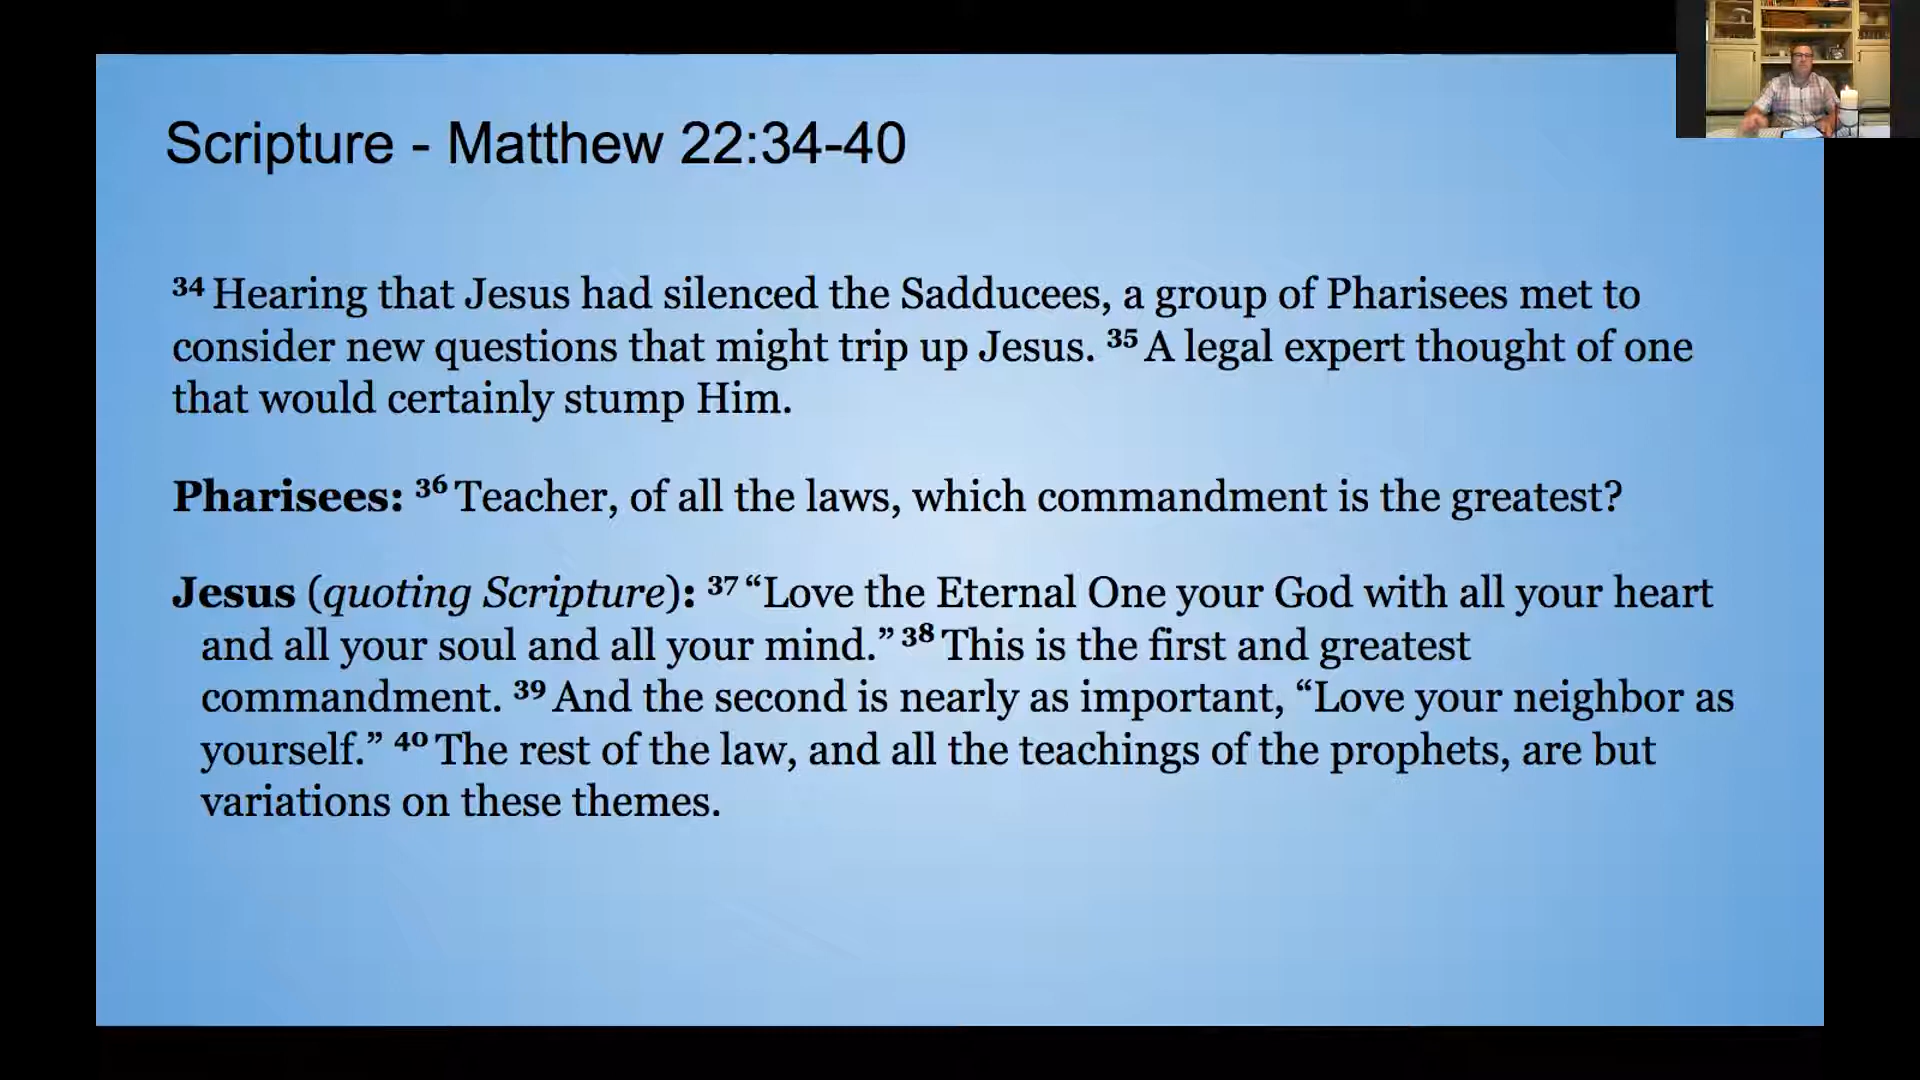 Scripture - Matthew 22:34-40
34 Hearing that Jesus had silenced the Sadducees, a group of Pharisees met to
consider new questions that might trip up Jesus. 35 A legal expert thought of one
that would certainly stump Him.
Pharisees: 36 Teacher, of all the laws, which commandment is the greatest?
Jesus (quoting Scripture): 37 “Love the Eternal One your God with all your heart
and all your soul and all your mind.” 38 This is the first and greatest
commandment. 39 And the second is nearly as important, “Love your neighbor as
yourself.” 40 The rest of the law, and all the teachings of the prophets, are but
variations on these themes.